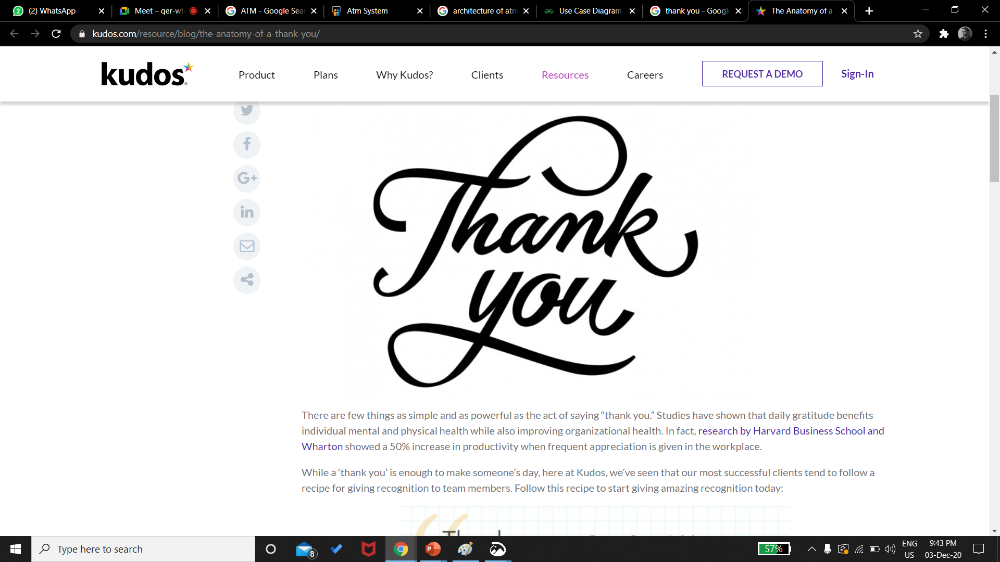 (2) WhatsApp
Meet – qer-wt
ATM - Google Sea
Atm System
architecture of atm
Use Case Diagram
thank you - Googl
The Anatomy of a
kudos.com/resource/blog/the-anatomy-of-a-thank-you/
kudos
Product
Plans
Why Kudos?
Clients
Resources
Careers
REQUEST A DEMO
Sign-In
Thank
you
There are few things as simple and as powerful as the act of saying “thank you.” Studies have shown that daily gratitude benefits
individual mental and physical health while also improving organizational health. In fact, research by Harvard Business School and
Wharton showed a 50% increase in productivity when frequent appreciation is given in the workplace.
While a ‘thank you’ is enough to make someone’s day, here at Kudos, we’ve seen that our most successful clients tend to follow a
recipe for giving recognition to team members. Follow this recipe to start giving amazing recognition today:
Type here to search
8
57%
ENG
US
9:43 PM
03-Dec-20